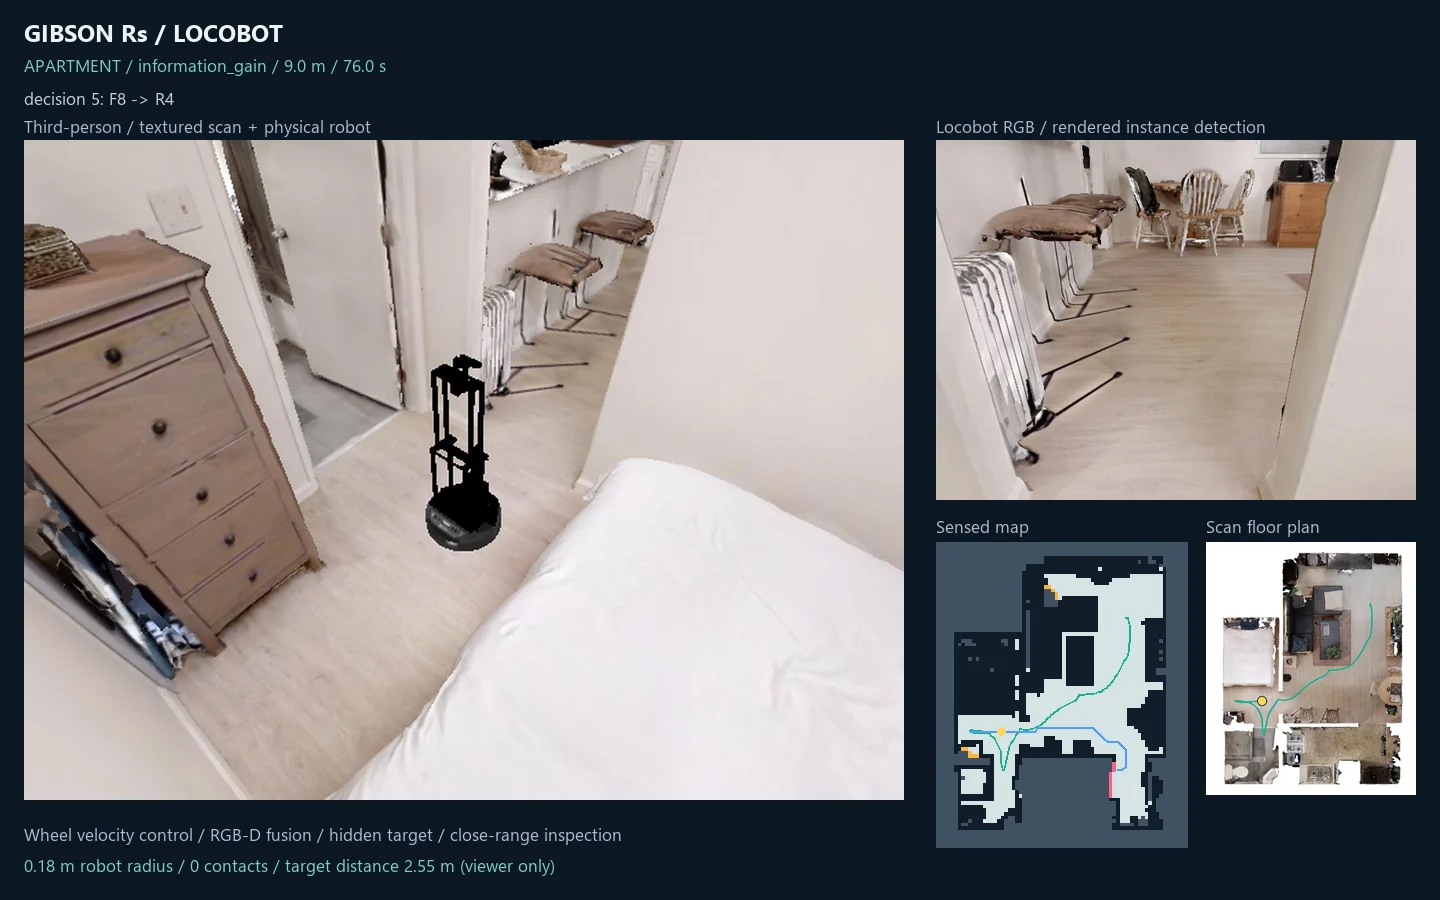 GIBSON Rs / LOCOBOT
APARTMENT / information_gain / 9.0 m / 76.0 s
decision 5: F8 -> R4
Third-person / textured scan + physical robot
Locobot RGB / rendered instance detection
Sensed map
Scan floor plan
Wheel velocity control / RGB-D fusion / hidden target / close-range inspection
0.18 m robot radius / 0 contacts / target distance 2.55 m (viewer only)